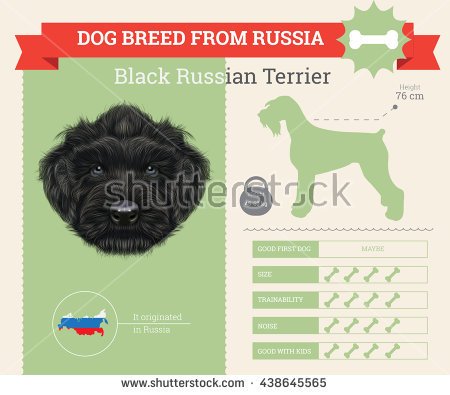 DOG BREED FROM RUSSIA
Black Russian Terrier
Height
76 cm
shutterstock
GOOD FIRST DOG MAYBE
SIZE
TRAINABILITY
NOISE
GOOD WITH KIDS
It originated
in Russia
www.shutterstock.com · 438645565